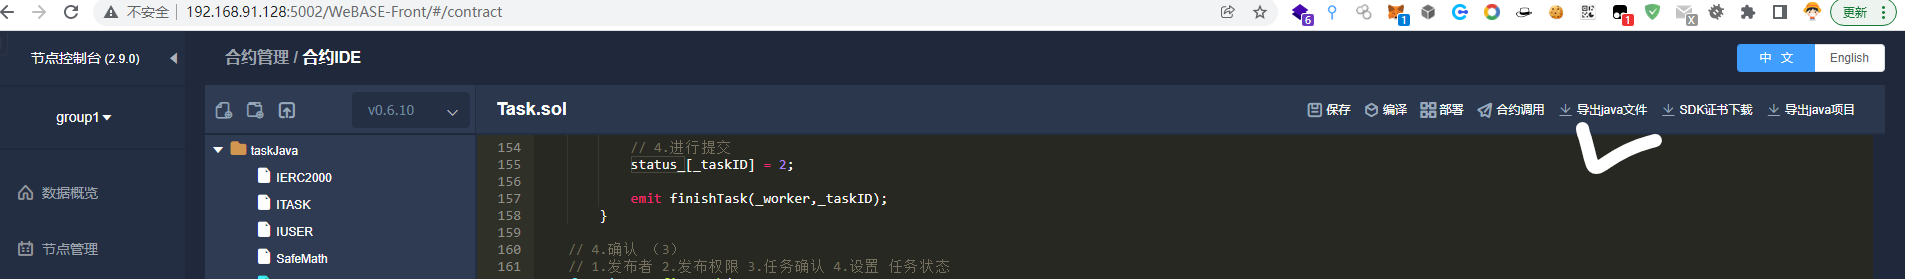 不安全 192.168.91.128:5002/WeBASE-Front/#/contract 6 1 1 X 更新
节点控制台 (2.9.0) 合约管理 / 合约IDE 中 文 English
group1 v0.6.10 Task.sol 保存 编译 部署 合约调用 导出java文件 SDK证书下载 导出java项目
taskJava
IERC2000
ITASK
IUSER
SafeMath
数据概览
节点管理
154 // 4.进行提交
155 status_[_taskID] = 2;
156
157 emit finishTask(_worker,_taskID);
158 }
159
160 // 4.确认 （3）
161 // 1.发布者 2.发布权限 3.任务确认 4.设置 任务状态